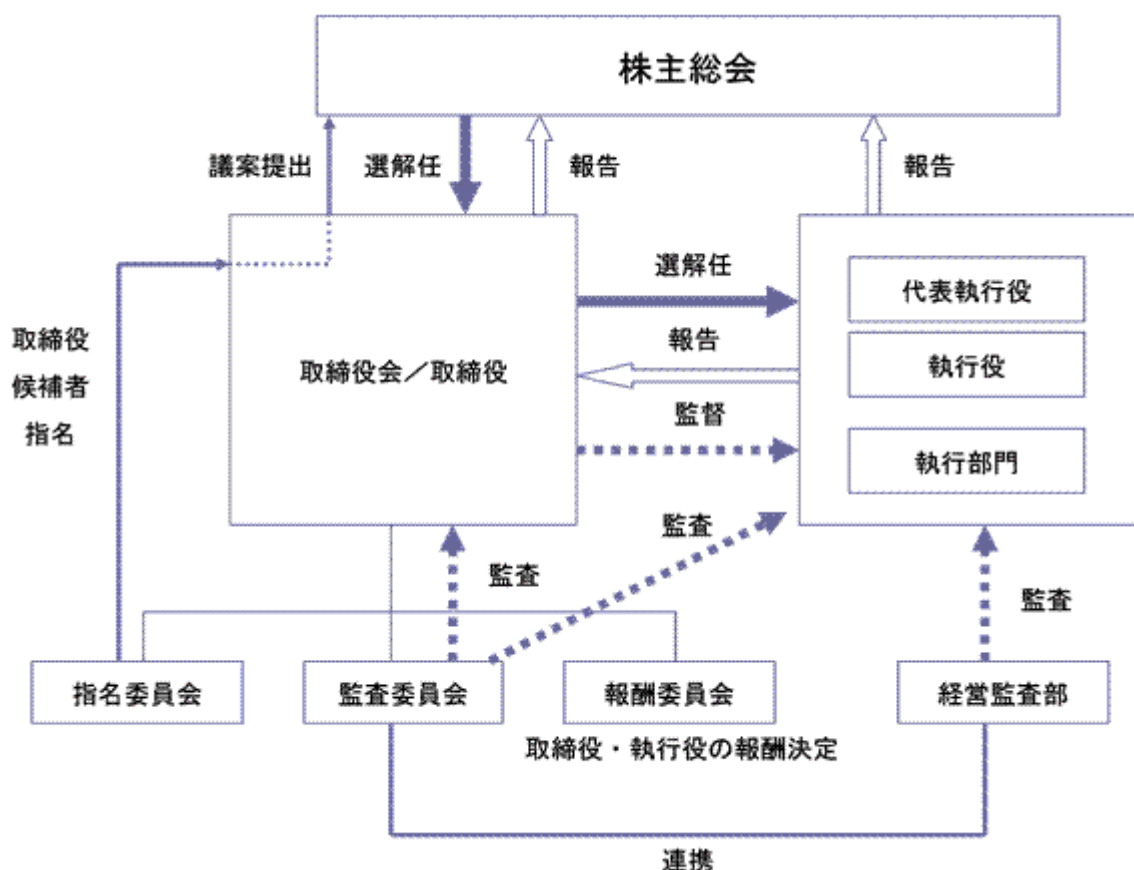 株主総会
議案提出
選解任
報告
報告
選解任
代表執行役
取締役
候補者
指名
報告
執行役
取締役会／取締役
監督
執行部門
監査
監査
監査
指名委員会
監査委員会
報酬委員会
経営監査部
取締役・執行役の報酬決定
連携